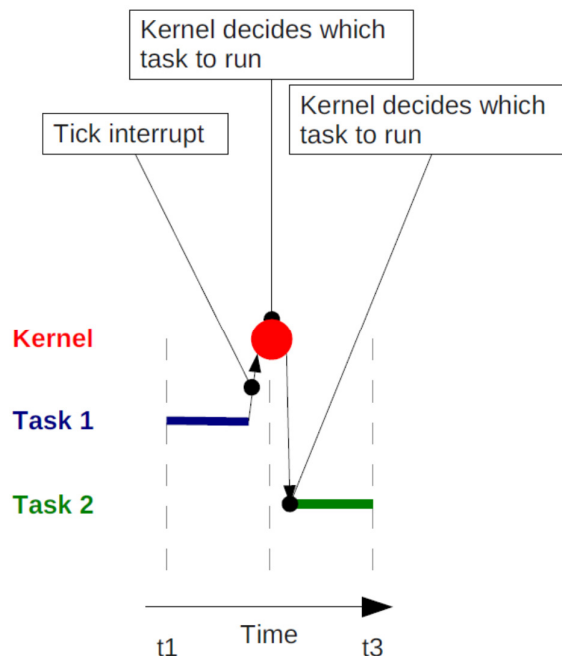 Kernel decides which
task to run
Kernel decides which
task to run
Tick interrupt
Kernel
Task 1
Task 2
Time
t1
t3